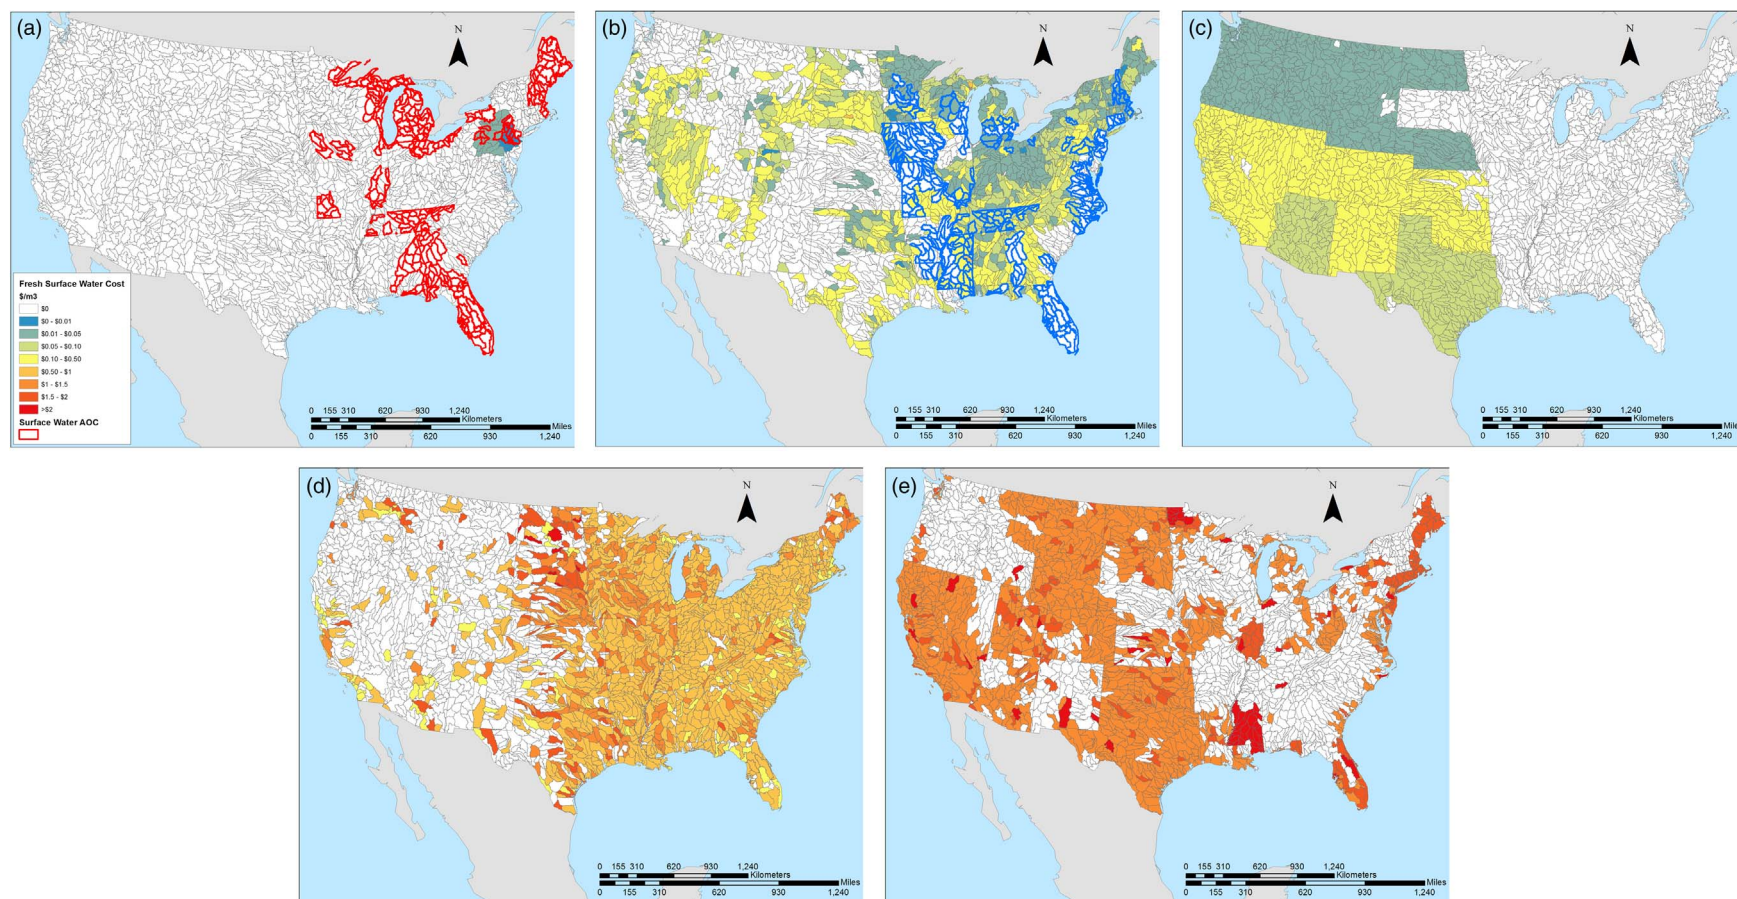 (a)
N
Fresh Surface Water Cost
$/m3
$0
$0 - $0.01
$0.01 - $0.05
$0.05 - $0.10
$0.10 - $0.50
$0.50 - $1
$1 - $1.5
$1.5 - $2
>$2
Surface Water AOC
0 155 310 620 930 1,240
Kilometers
Miles
0 155 310 620 930 1,240
(b)
N
0 155 310 620 930 1,240
Kilometers
Miles
0 155 310 620 930 1,240
(c)
N
0 155 310 620 930 1,240
Kilometers
Miles
0 155 310 620 930 1,240
(d)
N
0 155 310 620 930 1,240
Kilometers
Miles
0 155 310 620 930 1,240
(e)
N
0 155 310 620 930 1,240
Kilometers
Miles
0 155 310 620 930 1,240